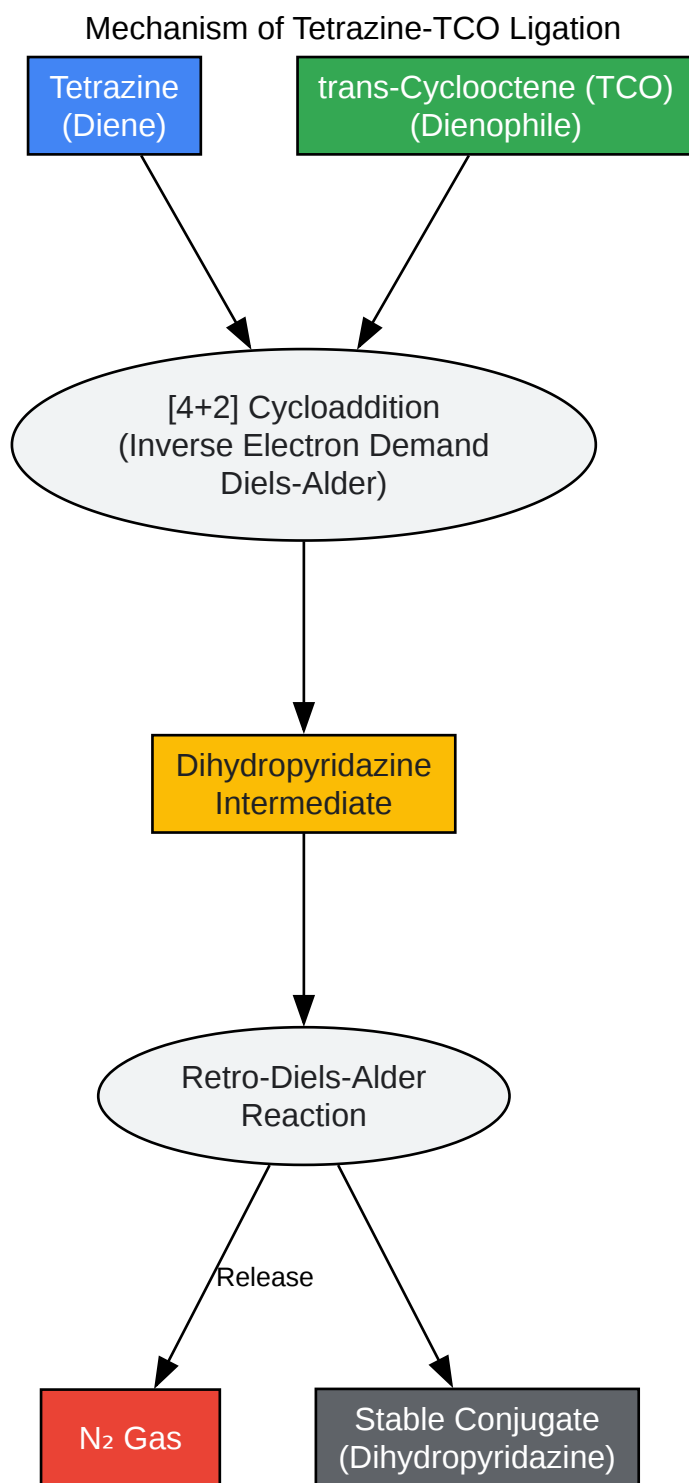 Mechanism of Tetrazine-TCO Ligation
Tetrazine
(Diene)
trans-Cyclooctene (TCO)
(Dienophile)
[4+2] Cycloaddition
(Inverse Electron Demand
Diels-Alder)
Dihydropyridazine
Intermediate
Retro-Diels-Alder
Reaction
Release
N₂ Gas
Stable Conjugate
(Dihydropyridazine)